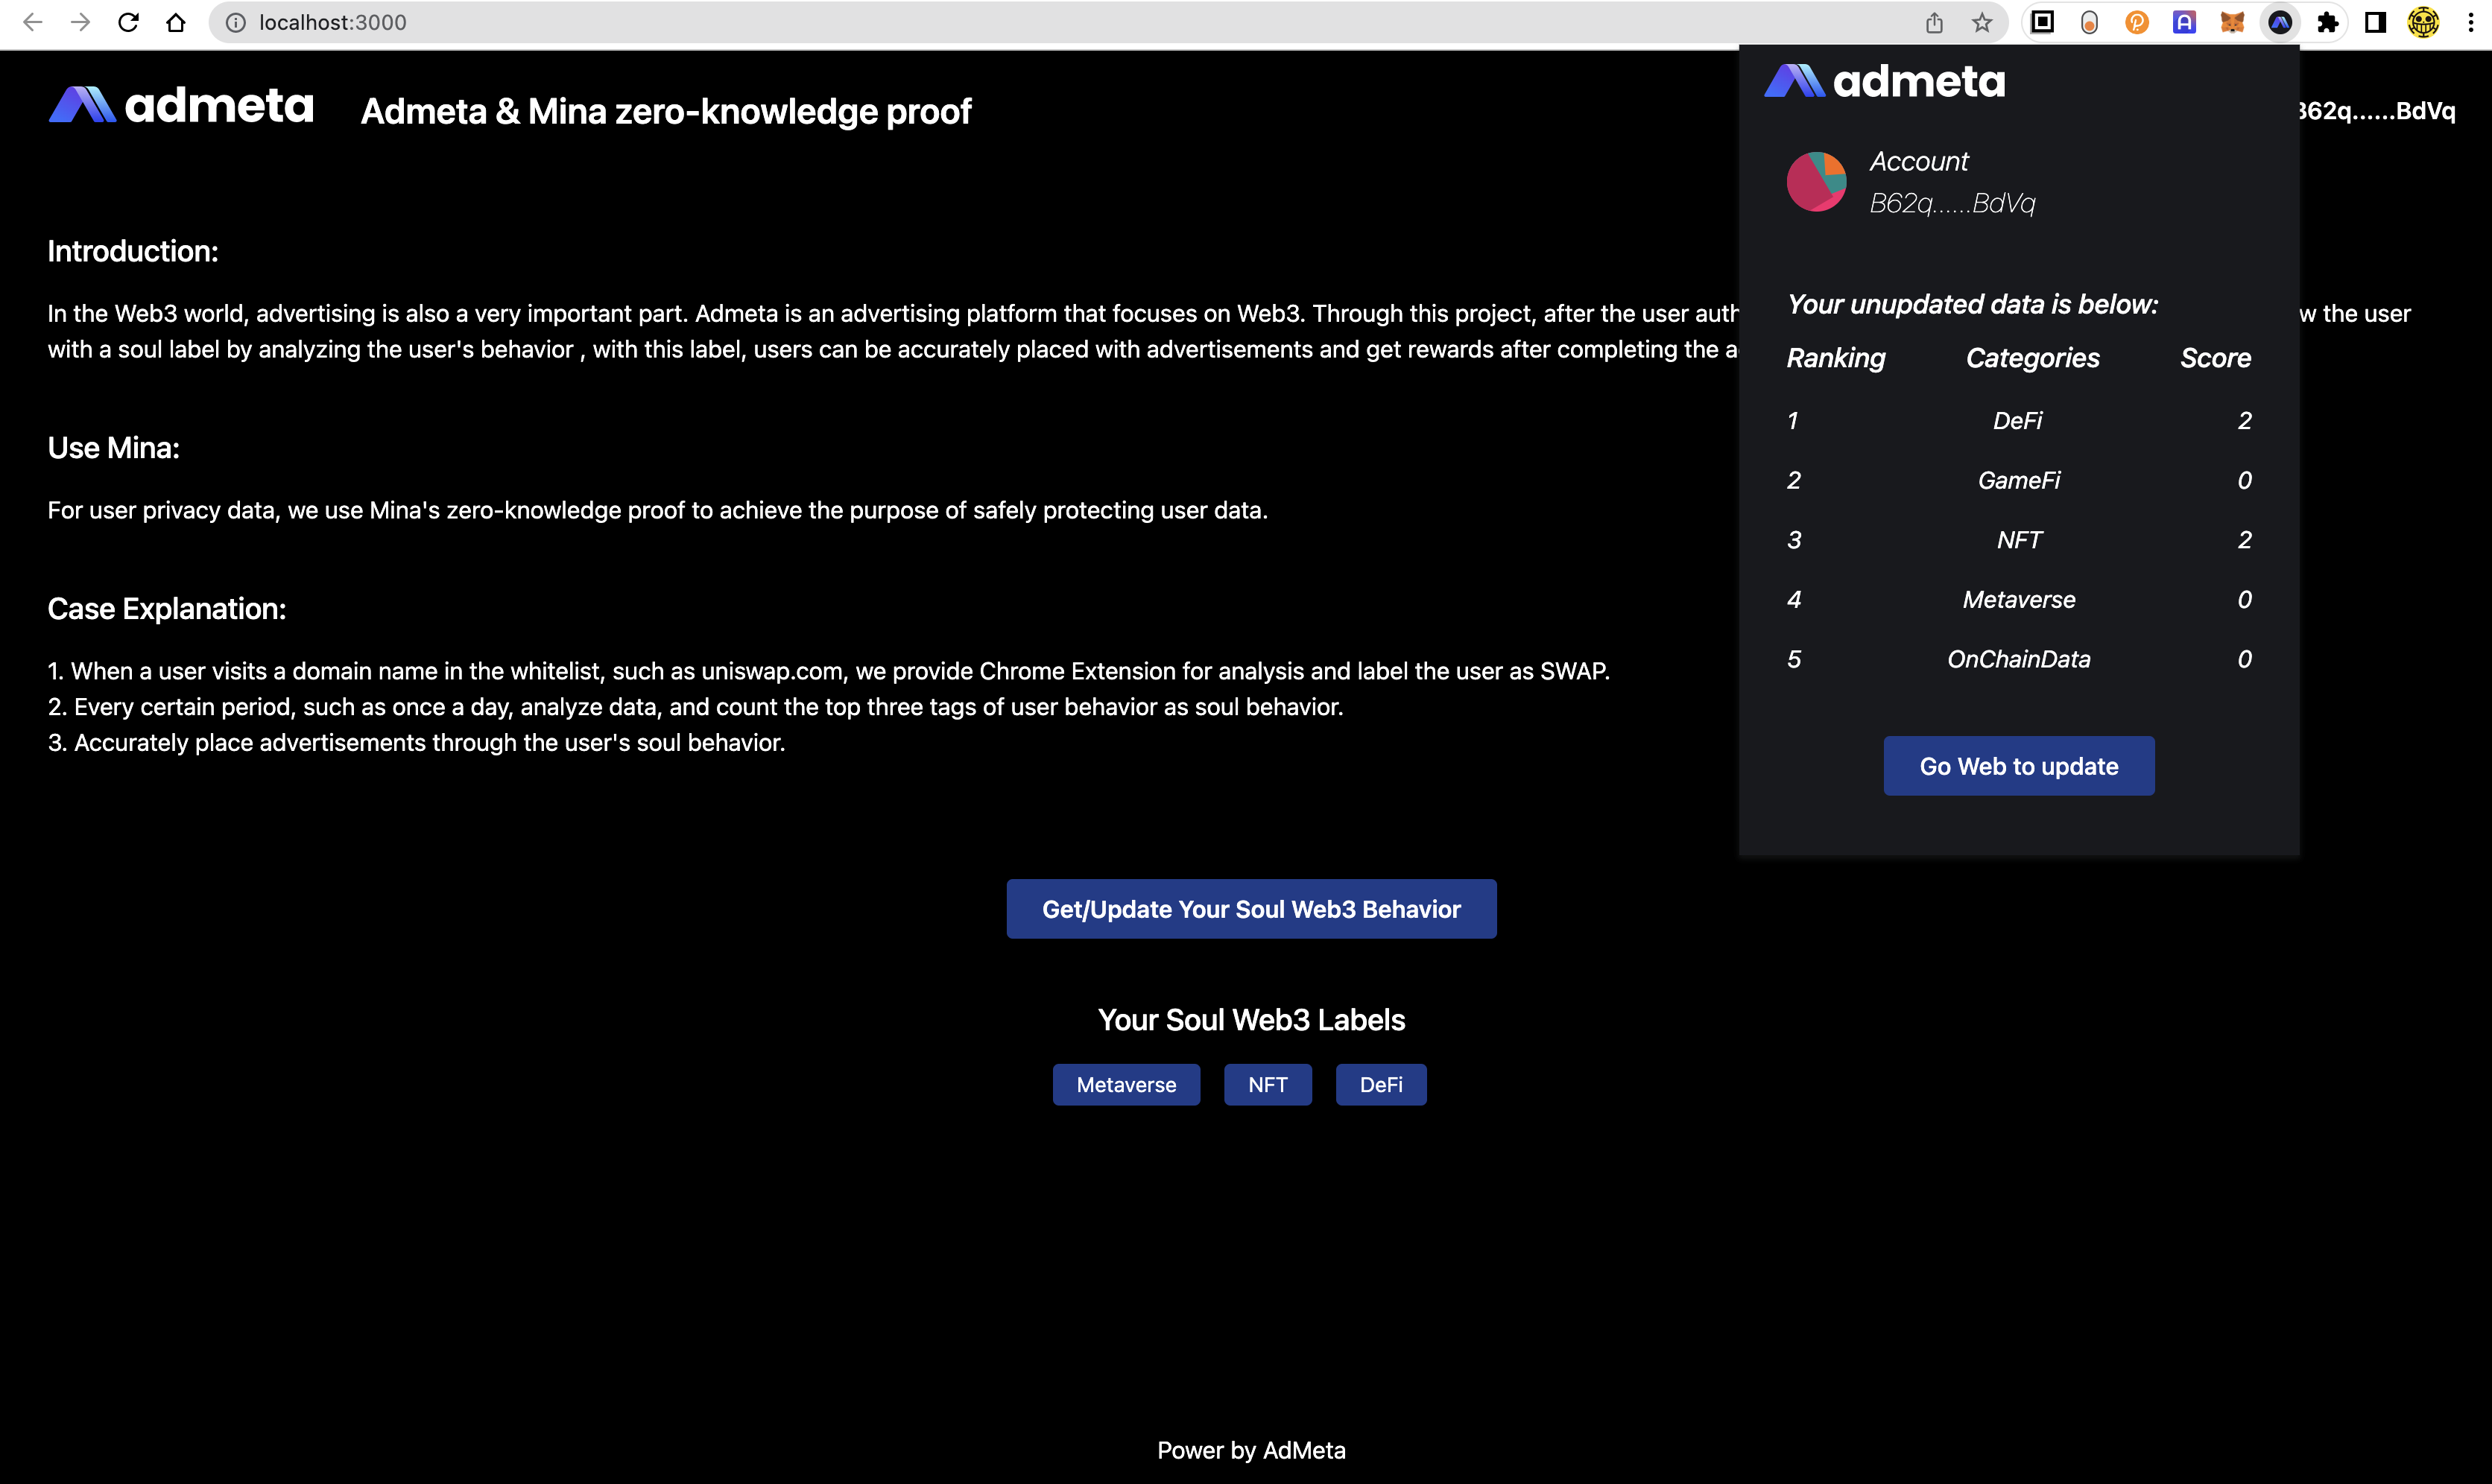 localhost:3000
admeta
Admeta & Mina zero-knowledge proof
B62q......BdVq
Introduction:
In the Web3 world, advertising is also a very important part. Admeta is an advertising platform that focuses on Web3. Through this project, after the user
the user
with a soul label by analyzing the user's behavior , with this label, users can be accurately placed with advertisements and get rewards after completing the
Use Mina:
For user privacy data, we use Mina's zero-knowledge proof to achieve the purpose of safely protecting user data.
Case Explanation:
1. When a user visits a domain name in the whitelist, such as uniswap.com, we provide Chrome Extension for analysis and label the user as SWAP.
2. Every certain period, such as once a day, analyze data, and count the top three tags of user behavior as soul behavior.
3. Accurately place advertisements through the user's soul behavior.
Get/Update Your Soul Web3 Behavior
Your Soul Web3 Labels
Metaverse NFT DeFi
Power by AdMeta
admeta
Account
B62q......BdVq
Your unupdated data is below:
Ranking Categories Score
1 DeFi 2
2 GameFi 0
3 NFT 2
4 Metaverse 0
5 OnChainData 0
Go Web to update